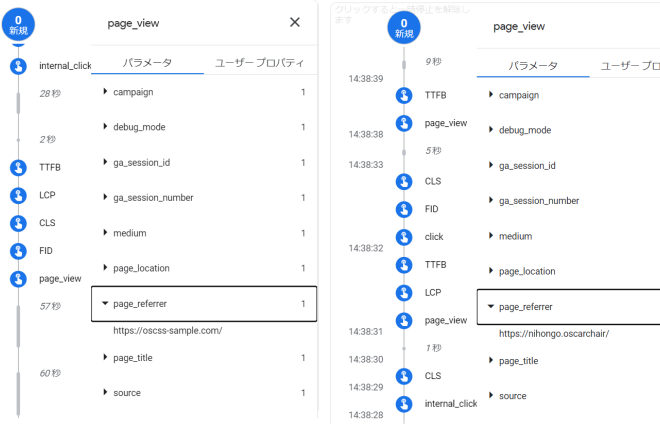 0
新規
page_view
internal_click
パラメータ
ユーザー プロパティ
28 秒
campaign 1
debug_mode 1
2 秒
ga_session_id 1
TTFB
LCP
ga_session_number 1
CLS
medium 1
FID
page_location 1
page_view
57 秒
page_referrer 1
https://oscss-sample.com/
page_title 1
60 秒
source 1
クリックすると一時停止を解除し
ます
0
新規
page_view
9 秒
パラメータ
ユーザー プロ
14:38:39
TTFB
campaign
page_view
debug_mode
14:38:38
5 秒
14:38:33
ga_session_id
CLS
ga_session_number
FID
click
medium
14:38:32
TTFB
page_location
LCP
page_referrer
page_view
14:38:31
https://nihongo.oscarchair/
1 秒
14:38:30
page_title
CLS
14:38:29
source
internal_click
14:38:28